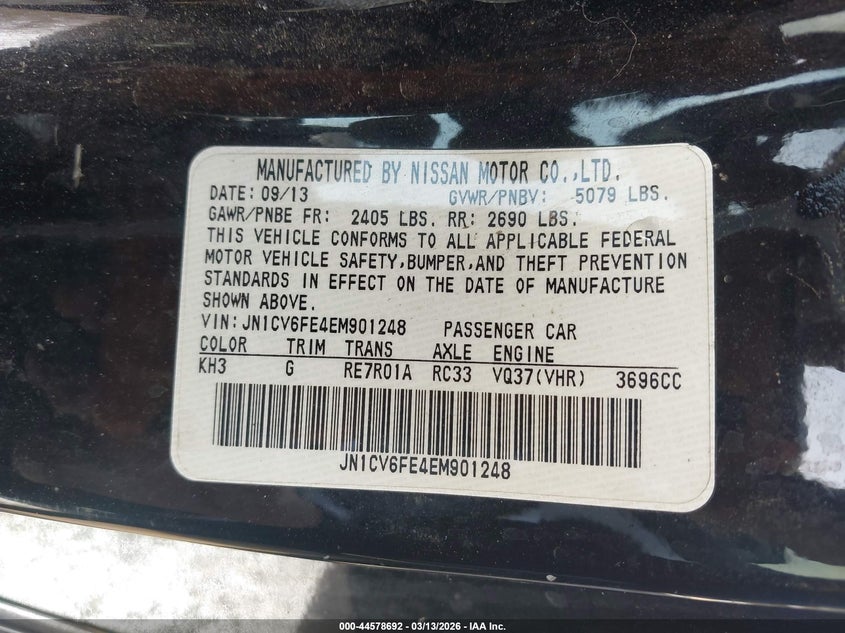 MANUFACTURED BY NISSAN MOTOR CO.,LTD.
DATE: 09/13 GVWR/PNBV: 5079 LBS.
GAWR/PNBE FR: 2405 LBS. RR: 2690 LBS.
THIS VEHICLE CONFORMS TO ALL APPLICABLE FEDERAL
MOTOR VEHICLE SAFETY,BUMPER,AND THEFT PREVENTION
STANDARDS IN EFFECT ON THE DATE OF MANUFACTURE
SHOWN ABOVE.
VIN:JN1CV6FE4EM901248 PASSENGER CAR
COLOR TRIM TRANS AXLE ENGINE
KH3 G RE7R01A RC33 VQ37(VHR) 3696CC
JN1CV6FE4EM901248
000-44578692 | 03/13/2026 | IAA Inc.